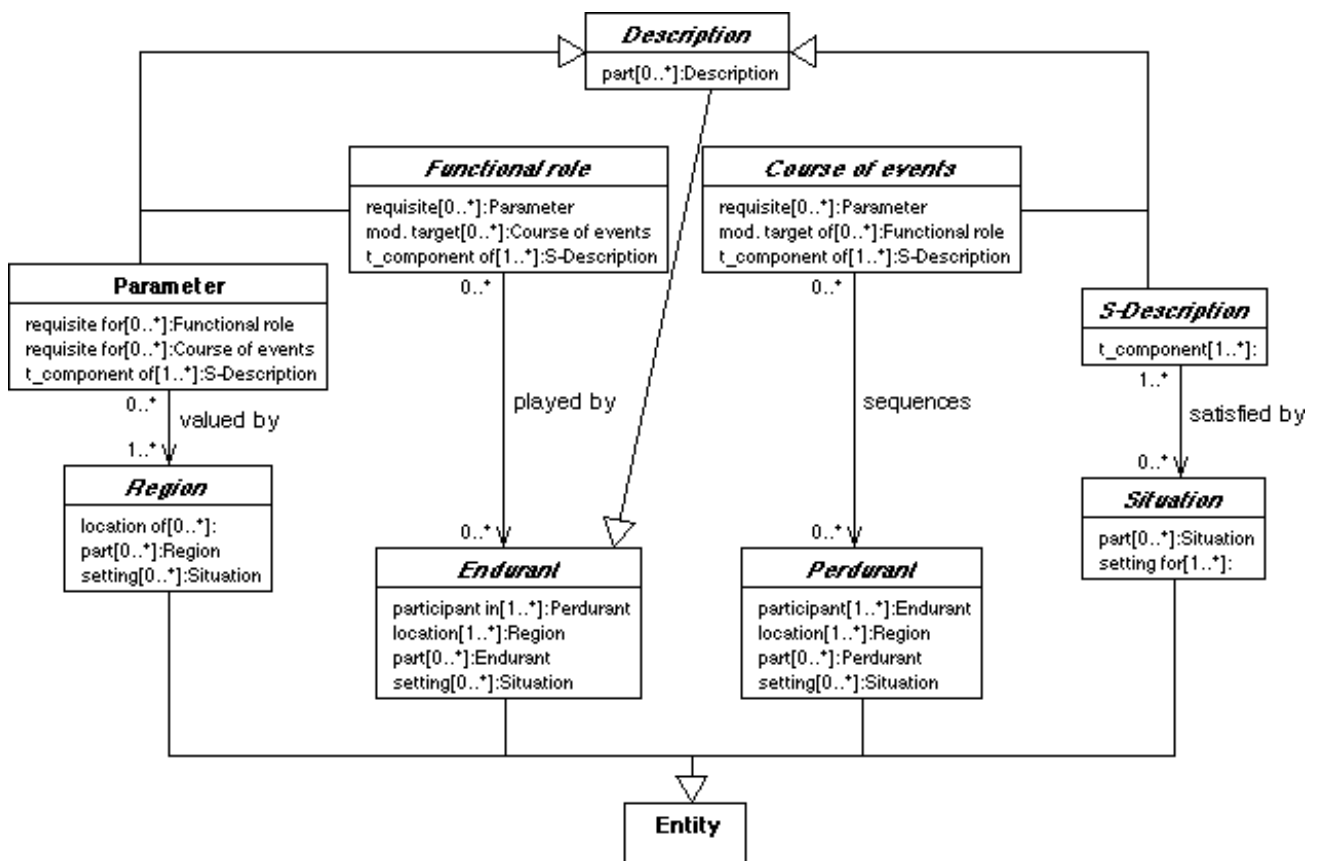 Description
part[0..*]:Description
Functional role
requisite[0..*]:Parameter
mod. target[0..*]:Course of events
t_component of[1..*]:S-Description
Course of events
requisite[0..*]:Parameter
mod. target of[0..*]:Functional role
t_component of[1..*]:S-Description
Parameter
requisite for[0..*]:Functional role
requisite for[0..*]:Course of events
t_component of[1..*]:S-Description
S-Description
t_component[1..*]:
0..*
0..*
0..*
1..*
valued by
played by
sequences
satisfied by
1..*
0..*
0..*
0..*
Region
location of[0..*]:
part[0..*]:Region
setting[0..*]:Situation
Situation
part[0..*]:Situation
setting for[1..*]:
Endurant
participant in[1..*]:Perdurant
location[1..*]:Region
part[0..*]:Endurant
setting[0..*]:Situation
Perdurant
participant[1..*]:Endurant
location[1..*]:Region
part[0..*]:Perdurant
setting[0..*]:Situation
Entity